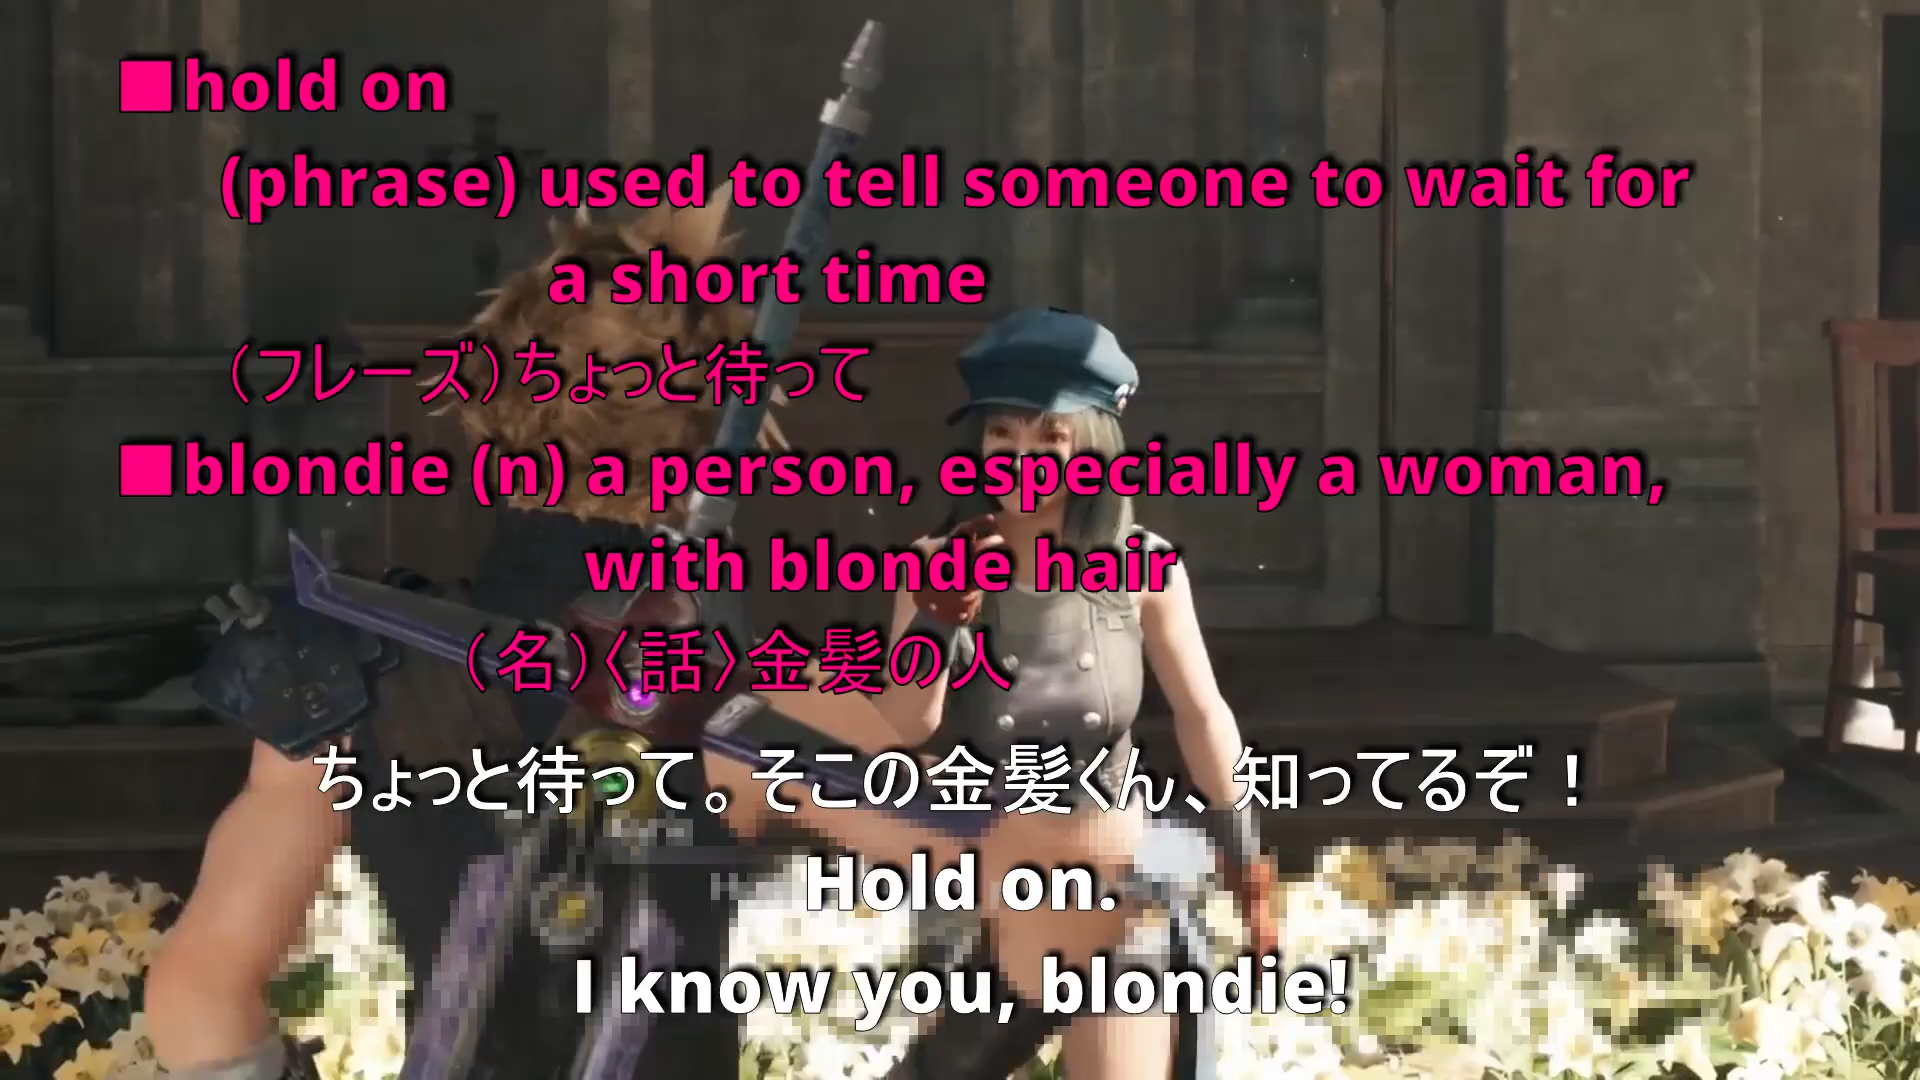 ■hold on
(phrase) used to tell someone to wait for
a short time
（フレーズ）ちょっと待って
■blondie (n) a person, especially a woman,
with blonde hair
（名）〈話〉金髪の人
ちょっと待って。そこの金髪くん、知ってるぞ！
Hold on.
I know you, blondie!